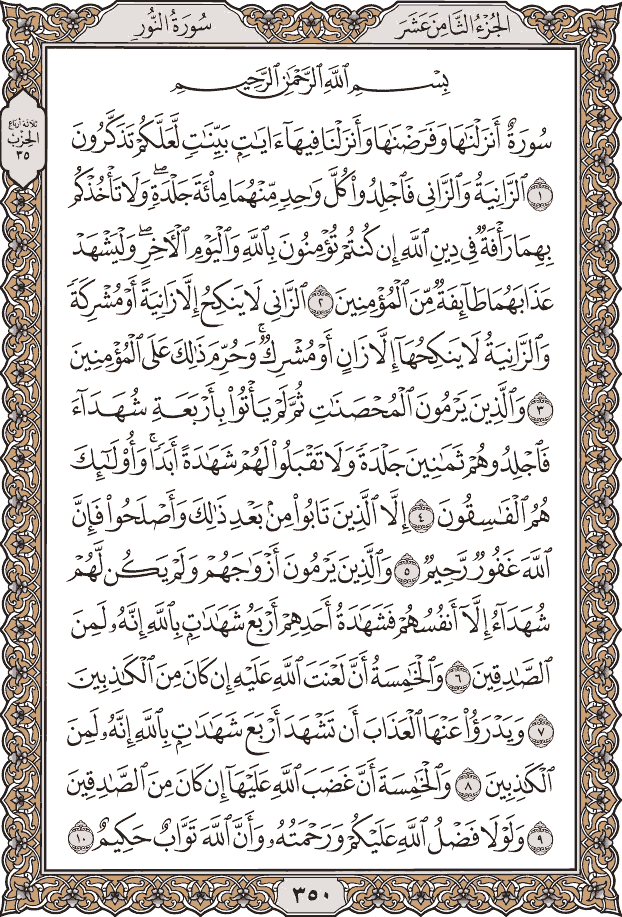 الجُزْءُ الثَّامِنَ عَشَرَ
سُورَةُ النُّورِ
ثلاثة أرباع
الحِزْب
٣٥
بِسْمِ ٱللَّهِ ٱلرَّحْمَٰنِ ٱلرَّحِيمِ
سُورَةٌ أَنزَلْنَٰهَا وَفَرَضْنَٰهَا وَأَنزَلْنَا فِيهَآ ءَايَٰتٍۭ بَيِّنَٰتٍ لَّعَلَّكُمْ تَذَكَّرُونَ
١ ٱلزَّانِيَةُ وَٱلزَّانِى فَٱجْلِدُوا۟ كُلَّ وَٰحِدٍ مِّنْهُمَا مِا۟ئَةَ جَلْدَةٍ ۖ وَلَا تَأْخُذْكُم
بِهِمَا رَأْفَةٌ فِى دِينِ ٱللَّهِ إِن كُنتُمْ تُؤْمِنُونَ بِٱللَّهِ وَٱلْيَوْمِ ٱلْءَاخِرِ ۖ وَلْيَشْهَدْ
عَذَابَهُمَا طَآئِفَةٌ مِّنَ ٱلْمُؤْمِنِينَ ٢ ٱلزَّانِى لَا يَنكِحُ إِلَّا زَانِيَةً أَوْ مُشْرِكَةً
وَٱلزَّانِيَةُ لَا يَنكِحُهَآ إِلَّا زَانٍ أَوْ مُشْرِكٌ ۚ وَحُرِّمَ ذَٰلِكَ عَلَى ٱلْمُؤْمِنِينَ
٣ وَٱلَّذِينَ يَرْمُونَ ٱلْمُحْصَنَٰتِ ثُمَّ لَمْ يَأْتُوا۟ بِأَرْبَعَةِ شُهَدَآءَ
فَٱجْلِدُوهُمْ ثَمَٰنِينَ جَلْدَةً وَلَا تَقْبَلُوا۟ لَهُمْ شَهَٰدَةً أَبَدًا ۚ وَأُو۟لَٰٓئِكَ
هُمُ ٱلْفَٰسِقُونَ ٤ إِلَّا ٱلَّذِينَ تَابُوا۟ مِنۢ بَعْدِ ذَٰلِكَ وَأَصْلَحُوا۟ فَإِنَّ
ٱللَّهَ غَفُورٌ رَّحِيمٌ ٥ وَٱلَّذِينَ يَرْمُونَ أَزْوَٰجَهُمْ وَلَمْ يَكُن لَّهُمْ
شُهَدَآءُ إِلَّآ أَنفُسُهُمْ فَشَهَٰدَةُ أَحَدِهِمْ أَرْبَعُ شَهَٰدَٰتٍۭ بِٱللَّهِ ۙ إِنَّهُۥ لَمِنَ
ٱلصَّٰدِقِينَ ٦ وَٱلْخَٰمِسَةُ أَنَّ لَعْنَتَ ٱللَّهِ عَلَيْهِ إِن كَانَ مِنَ ٱلْكَٰذِبِينَ
٧ وَيَدْرَؤُا۟ عَنْهَا ٱلْعَذَابَ أَن تَشْهَدَ أَرْبَعَ شَهَٰدَٰتٍۭ بِٱللَّهِ ۙ إِنَّهُۥ لَمِنَ
ٱلْكَٰذِبِينَ ٨ وَٱلْخَٰمِسَةَ أَنَّ غَضَبَ ٱللَّهِ عَلَيْهَآ إِن كَانَ مِنَ ٱلصَّٰدِقِينَ
٩ وَلَوْلَا فَضْلُ ٱللَّهِ عَلَيْكُمْ وَرَحْمَتُهُۥ وَأَنَّ ٱللَّهَ تَوَّابٌ حَكِيمٌ ١٠
٣٥٠